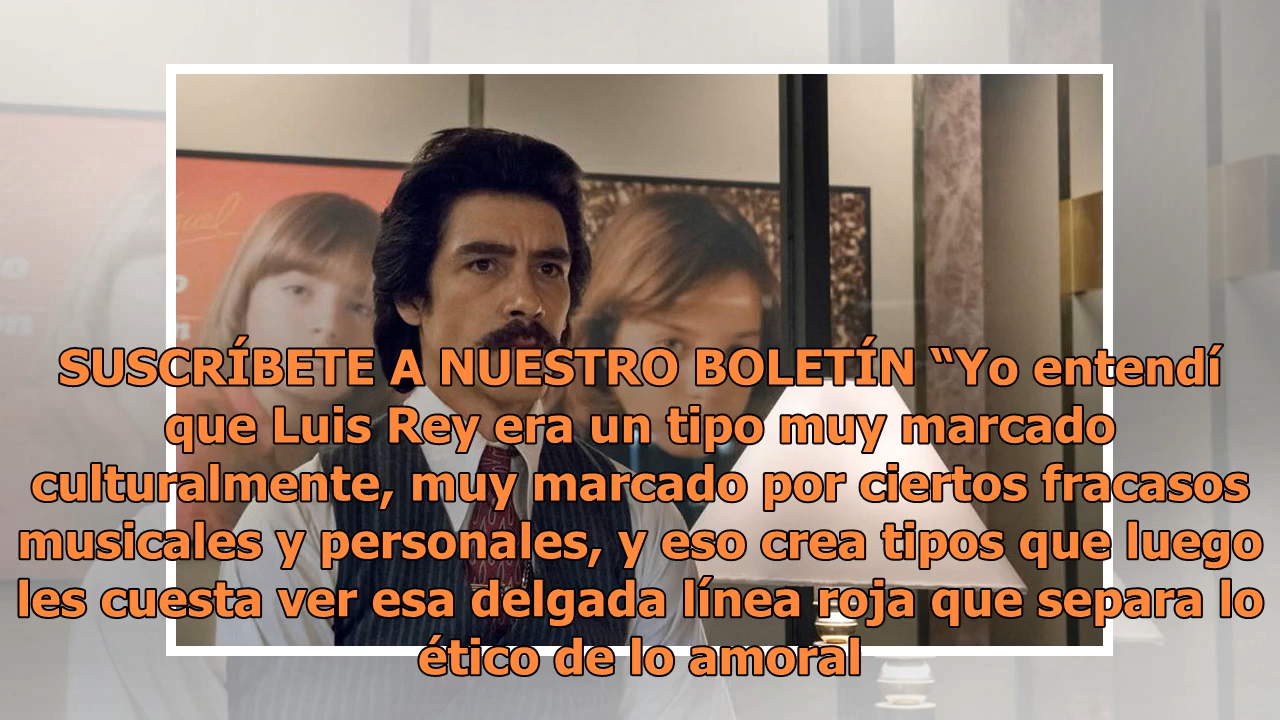 SUSCRÍBETE A NUESTRO BOLETÍN “Yo entendí
que Luis Rey era un tipo muy marcado
culturalmente, muy marcado por ciertos fracasos
musicales y personales, y eso crea tipos que luego
les cuesta ver esa delgada línea roja que separa lo
ético de lo amoral